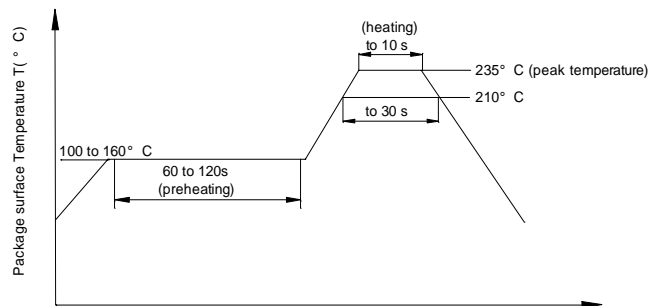 Package surface Temperature T( ° C)
(heating)
to 10 s
235° C (peak temperature)
210° C
to 30 s
100 to 160° C
60 to 120s
(preheating)